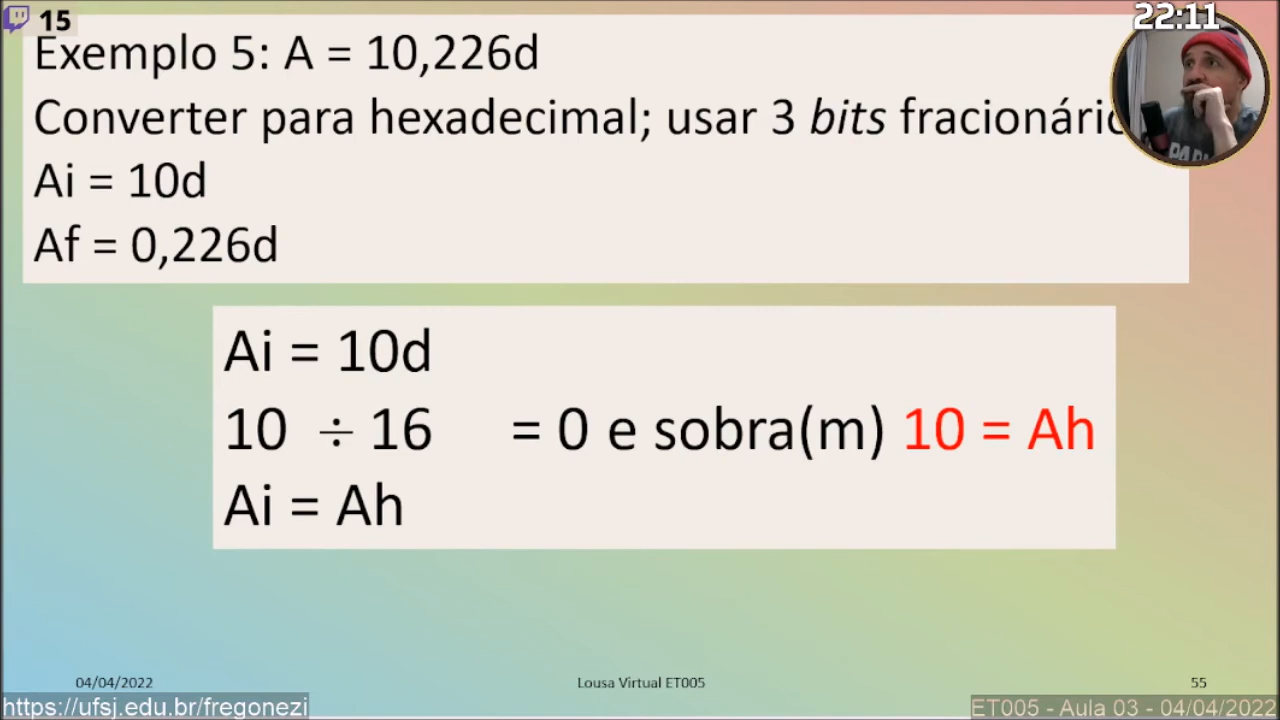 15
22:11
Exemplo 5: A = 10,226d
Converter para hexadecimal; usar 3 bits
Ai = 10d
Af = 0,226d
Ai = 10d
10 ÷ 16 = 0 e sobra(m) 10 = Ah
Ai = Ah
04/04/2022 Lousa Virtual ET005 55
https://ufsj.edu.br/fregonezi ET005 - Aula 03 - 04/04/2022